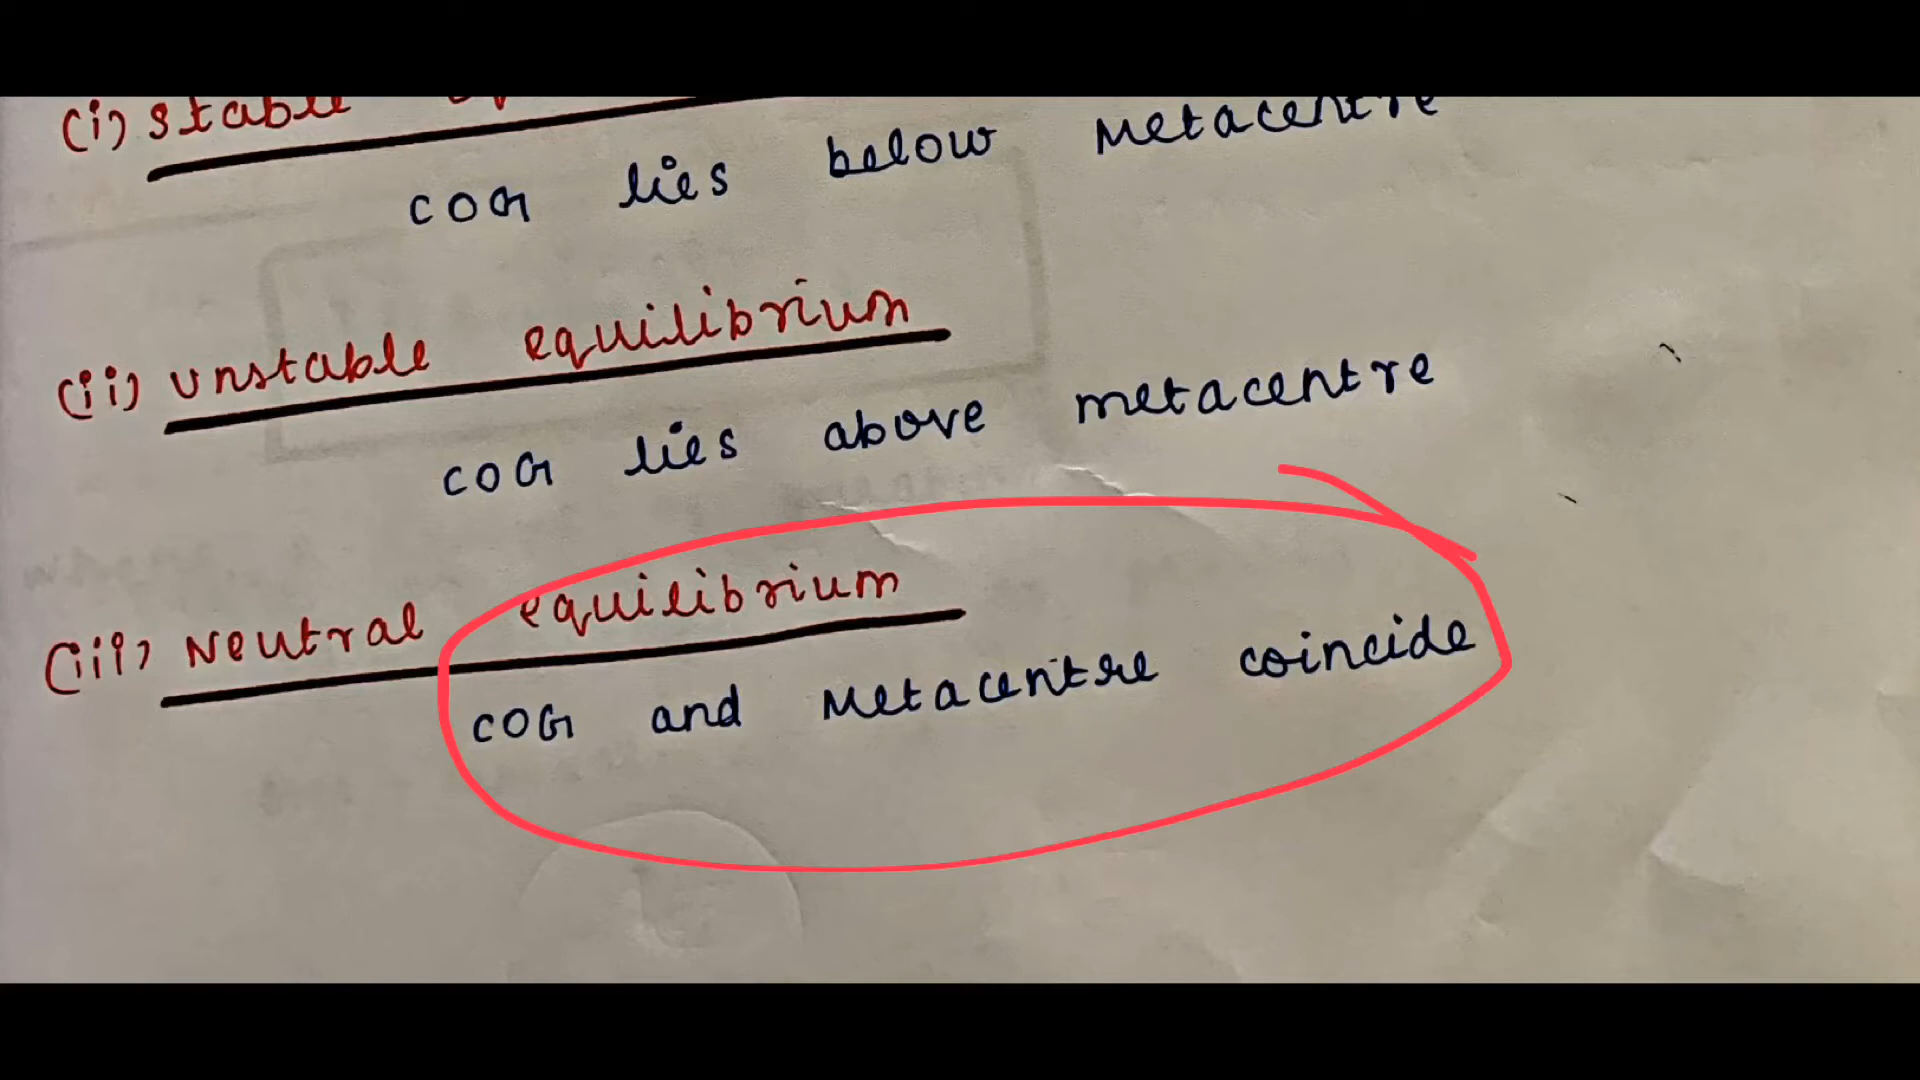 (i) stable
COG lies below Metacentre
(ii) unstable equilibrium
COG lies above metacentre
(iii) Neutral equilibrium
COG and Metacentre coincide